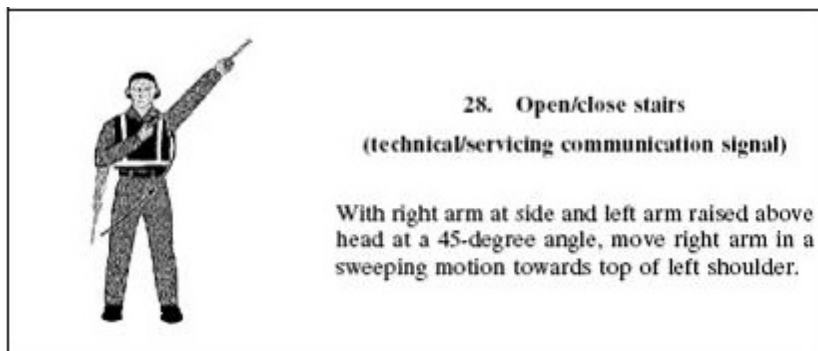 28. Open/close stairs
(technical/servicing communication signal)
With right arm at side and left arm raised above
head at a 45-degree angle, move right arm in a
sweeping motion towards top of left shoulder.